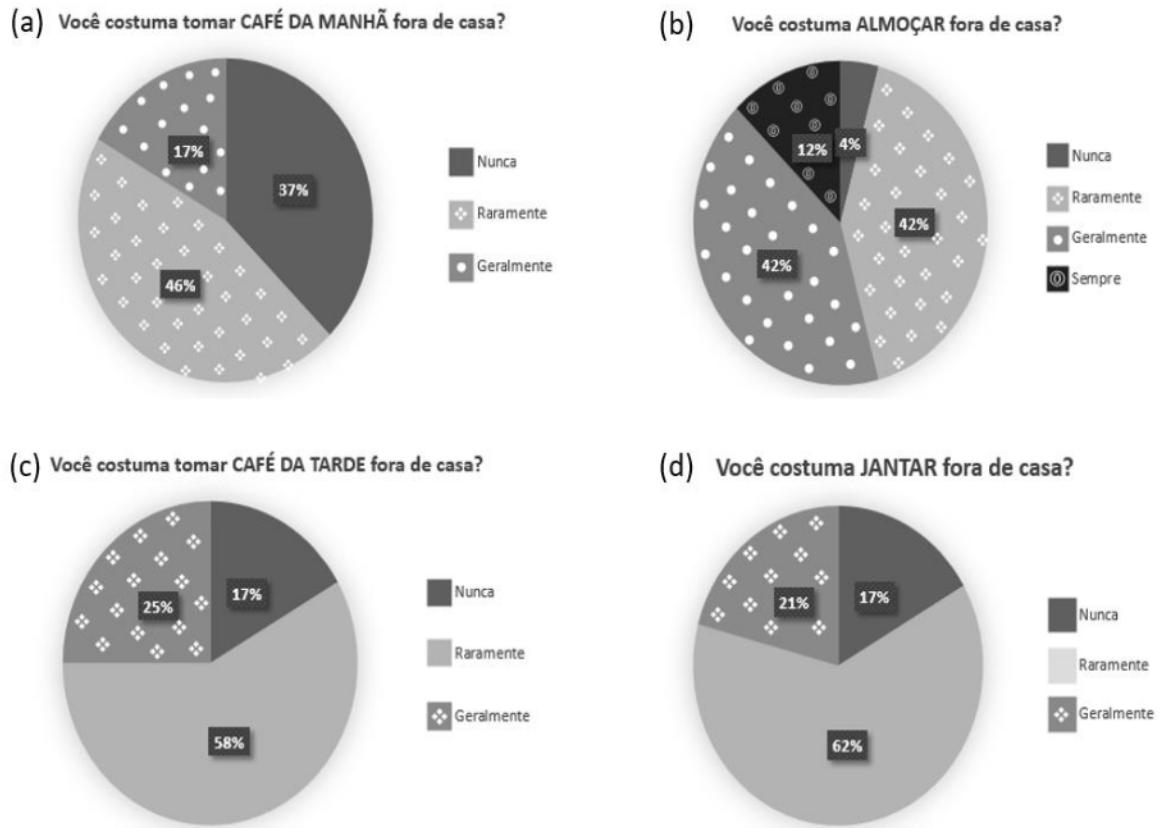 (a) Você costuma tomar CAFÉ DA MANHÃ fora de casa?
17%
37%
46%
Nunca
Raramente
Geralmente
(b) Você costuma ALMOÇAR fora de casa?
12%
4%
42%
42%
Nunca
Raramente
Geralmente
Sempre
(c) Você costuma tomar CAFÉ DA TARDE fora de casa?
25%
17%
58%
Nunca
Raramente
Geralmente
(d) Você costuma JANTAR fora de casa?
21%
17%
62%
Nunca
Raramente
Geralmente